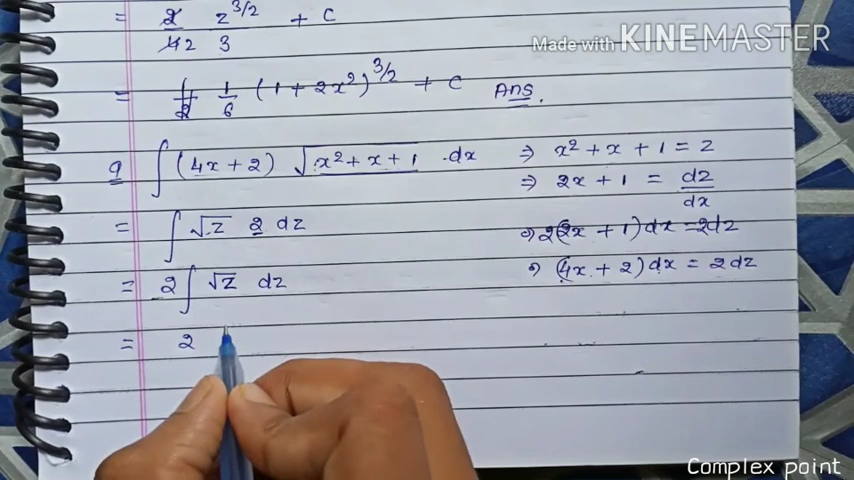 = 2 z^3/2 + C
42 3
Made with KINEMASTER
= 1/2 1/6 (1 + 2x²)^3/2 + C Ans.
9 ∫ (4x + 2) √x² + x + 1 . dx ⇒ x² + x + 1 = z
⇒ 2x + 1 = dz/dx
= ∫ √z 2 dz ⇒ 2(2x + 1) dx = 2dz
= 2 ∫ √z dz ⇒ (4x + 2) dx = 2dz
= 2
Complex point